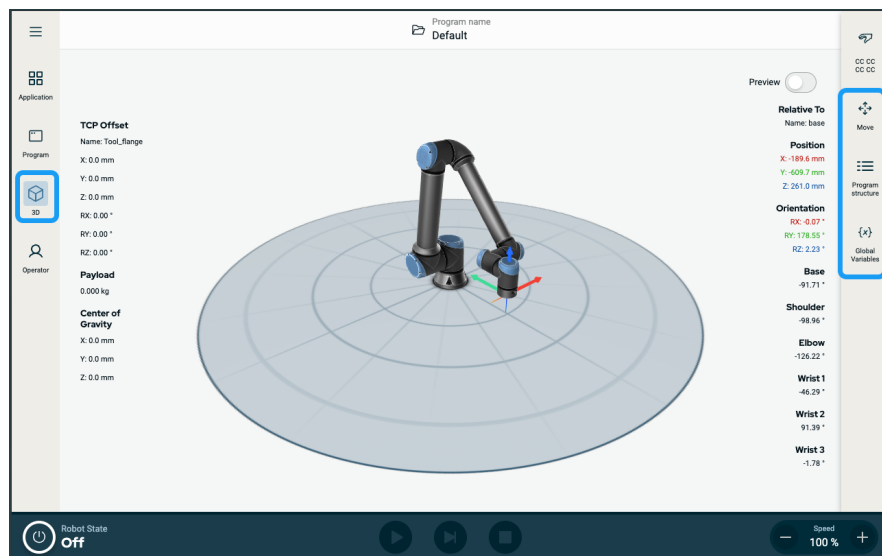 Program name
Default
Application
Program
3D
Operator
TCP Offset
Name: Tool_flange
X: 0.0 mm
Y: 0.0 mm
Z: 0.0 mm
RX: 0.00 °
RY: 0.00 °
RZ: 0.00 °
Payload
0.000 kg
Center of
Gravity
X: 0.0 mm
Y: 0.0 mm
Z: 0.0 mm
Preview
Relative To
Name: base
Position
X: -189.6 mm
Y: -609.7 mm
Z: 261.0 mm
Orientation
RX: -0.07 °
RY: 178.55 °
RZ: 2.23 °
Base
-91.71 °
Shoulder
-98.96 °
Elbow
-126.22 °
Wrist 1
-46.29 °
Wrist 2
91.39 °
Wrist 3
-1.78 °
CC CC
CC CC
Move
Program
structure
{x}
Global
Variables
Robot State
Off
Speed
100 %